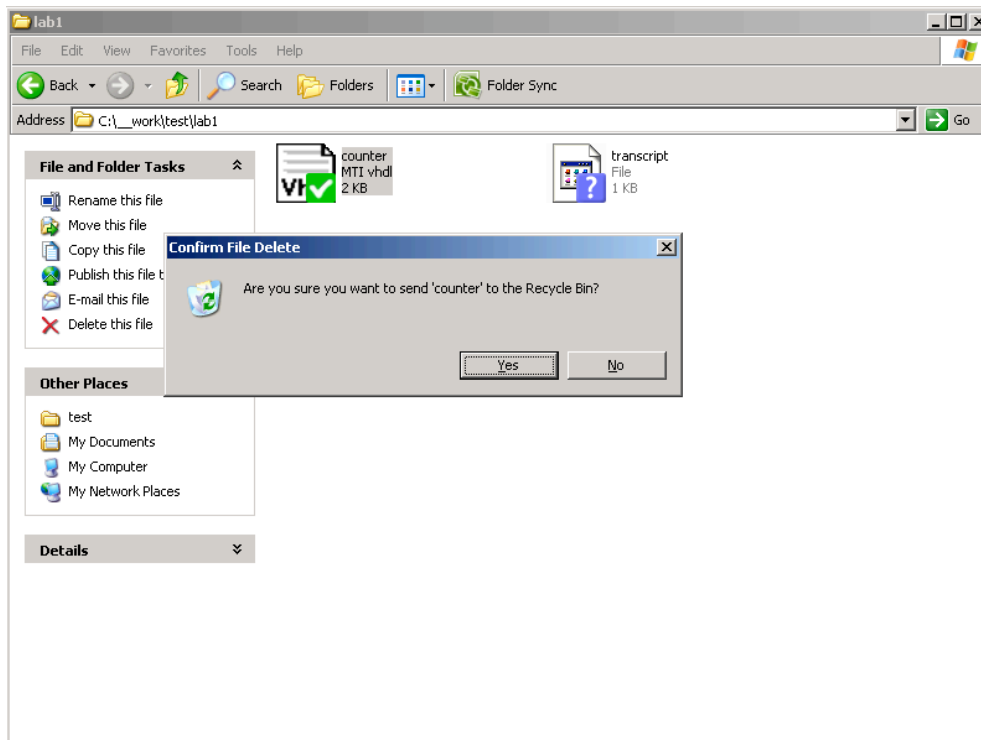 lab1
File Edit View Favorites Tools Help
Back Search Folders Folder Sync
Address C:\__work\test\lab1 Go
File and Folder Tasks
Rename this file
Move this file
Copy this file
Publish this file t
E-mail this file
Delete this file
counter
MTI vhdl
2 KB
transcript
File
1 KB
Confirm File Delete
Are you sure you want to send 'counter' to the Recycle Bin?
Yes No
Other Places
test
My Documents
My Computer
My Network Places
Details